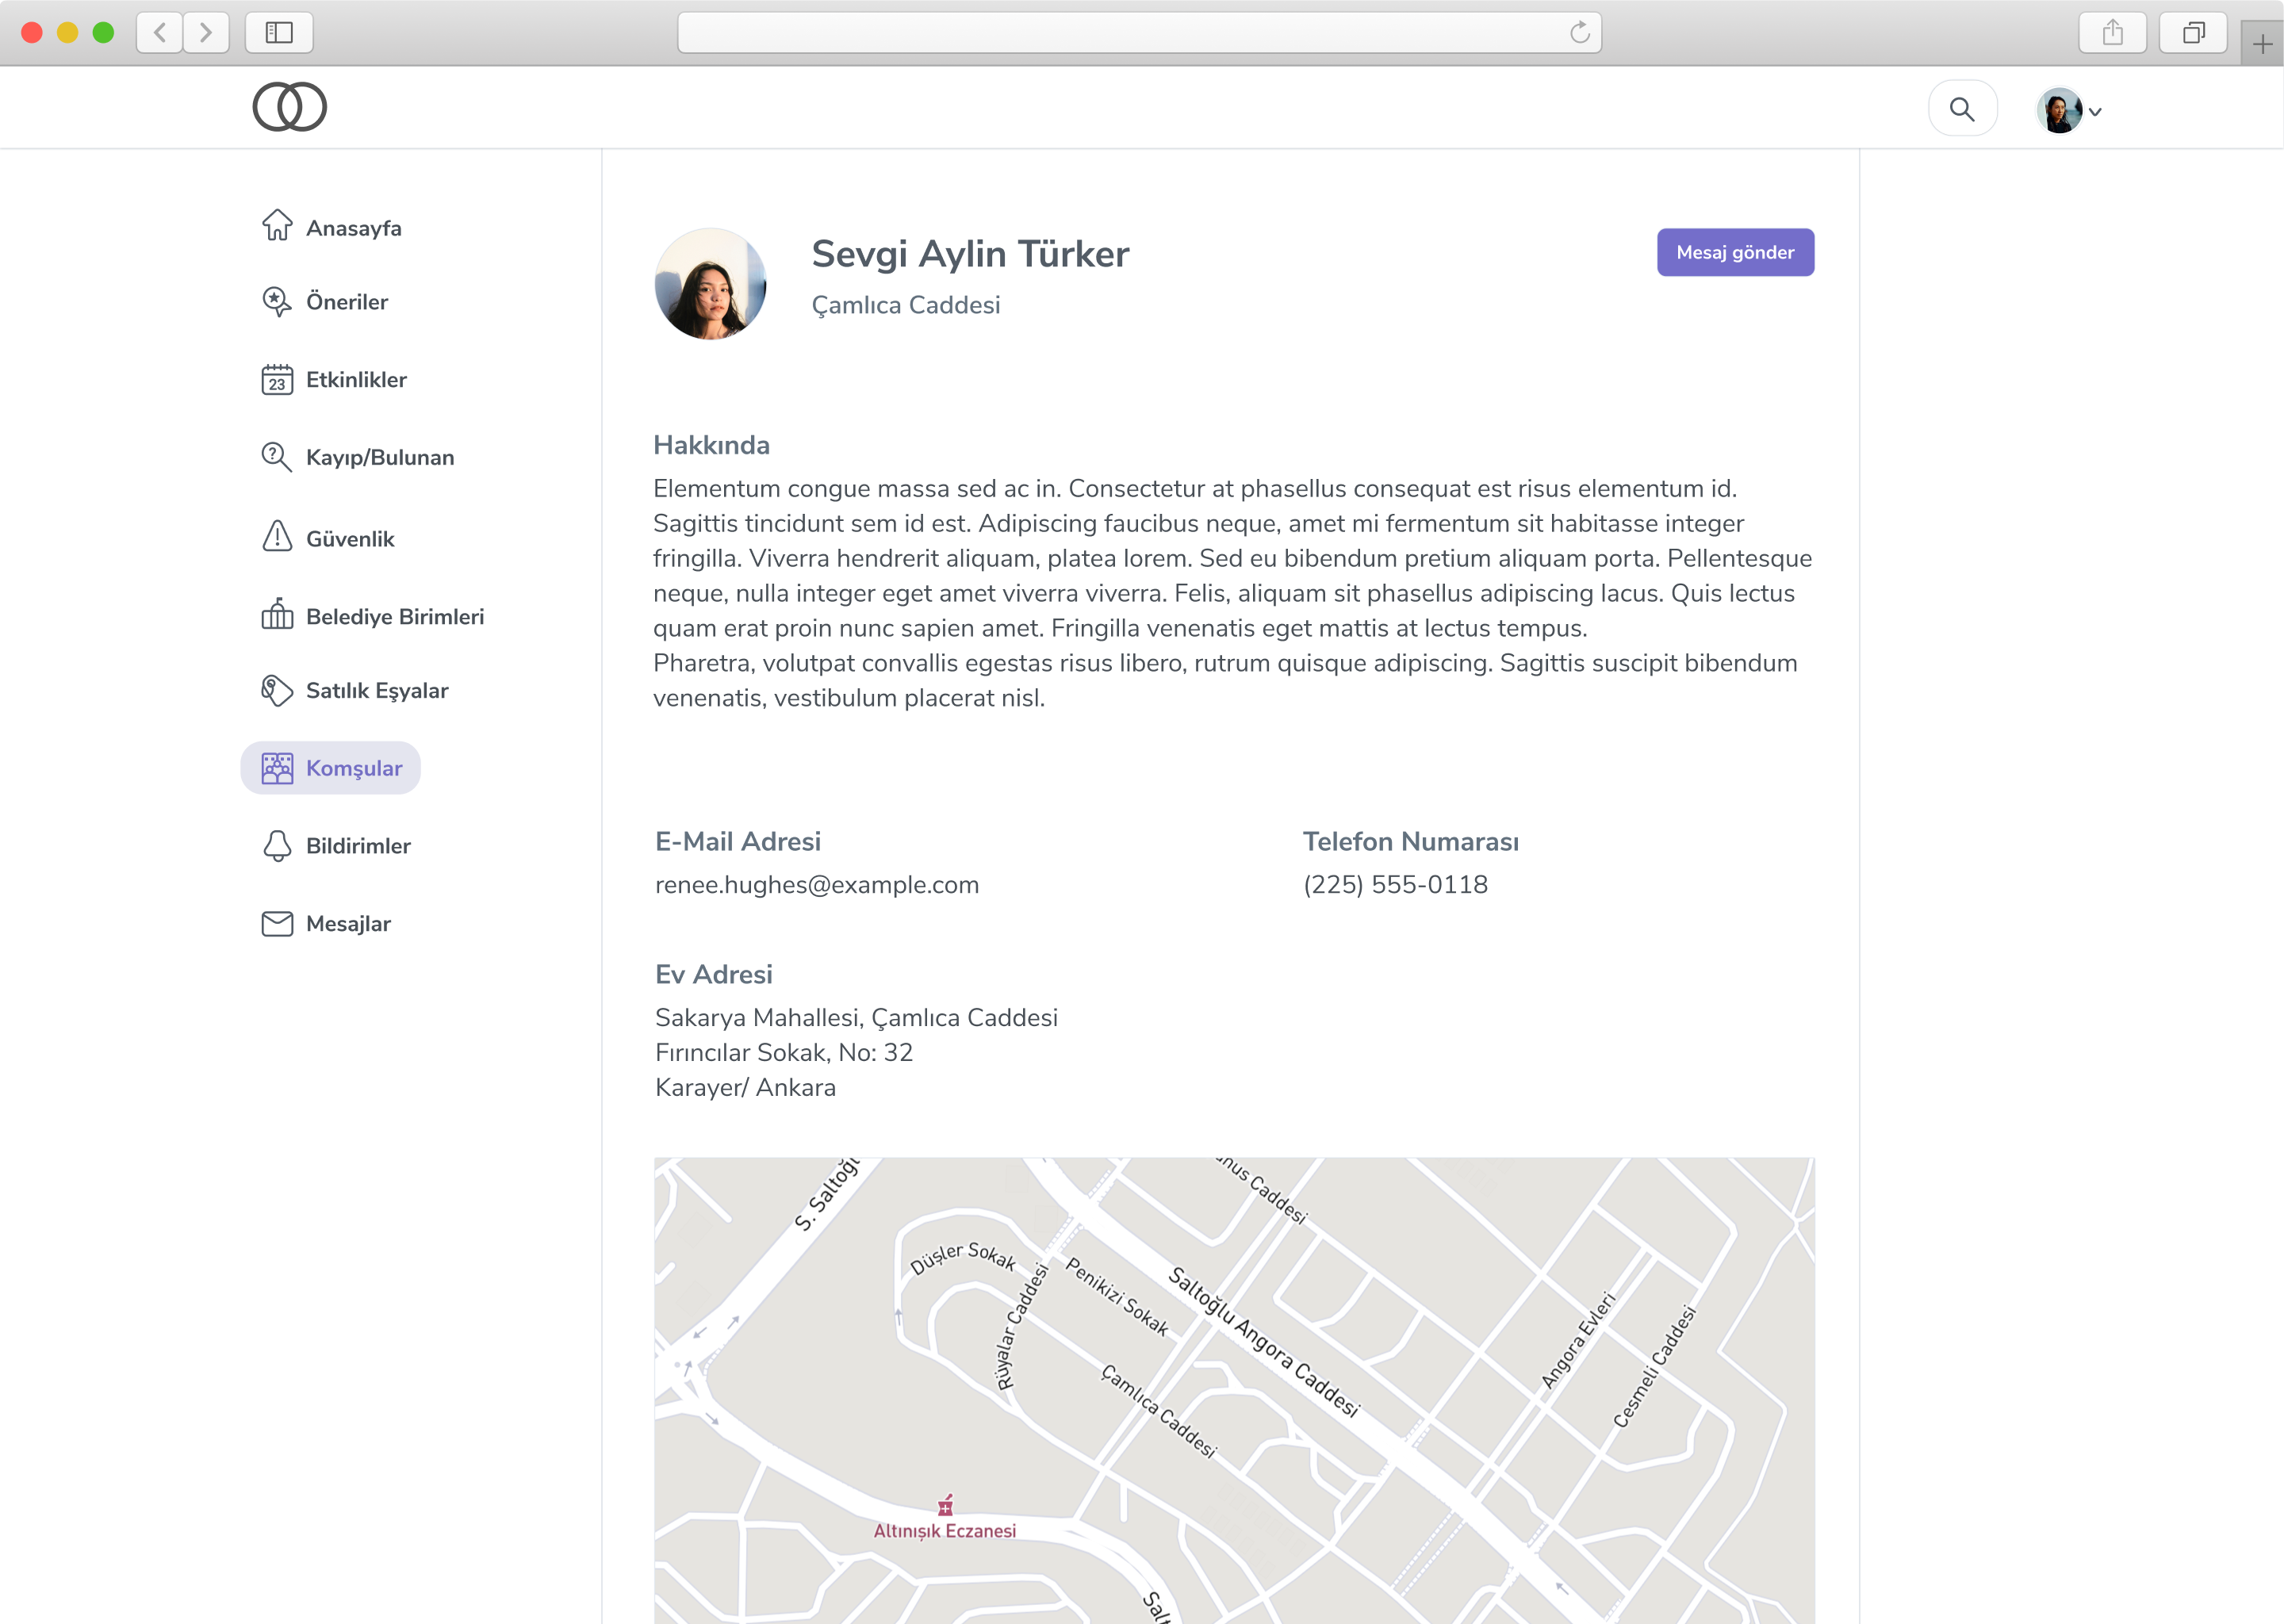 Anasayfa
Öneriler
23
Etkinlikler
Kayıp/Bulunan
Güvenlik
Belediye Birimleri
Satılık Eşyalar
Komşular
Bildirimler
Mesajlar
Sevgi Aylin Türker
Çamlıca Caddesi
Mesaj gönder
Hakkında
Elementum congue massa sed ac in. Consectetur at phasellus consequat est risus elementum id.
Sagittis tincidunt sem id est. Adipiscing faucibus neque, amet mi fermentum sit habitasse integer
fringilla. Viverra hendrerit aliquam, platea lorem. Sed eu bibendum pretium aliquam porta. Pellentesque
neque, nulla integer eget amet viverra viverra. Felis, aliquam sit phasellus adipiscing lacus. Quis lectus
quam erat proin nunc sapien amet. Fringilla venenatis eget mattis at lectus tempus.
Pharetra, volutpat convallis egestas risus libero, rutrum quisque adipiscing. Sagittis suscipit bibendum
venenatis, vestibulum placerat nisl.
E-Mail Adresi
renee.hughes@example.com
Telefon Numarası
(225) 555-0118
Ev Adresi
Sakarya Mahallesi, Çamlıca Caddesi
Fırıncılar Sokak, No: 32
Karayer/ Ankara
S.
Caddesi
Düşler Sokak
Rüyalar Caddesi
Penikizi Sokak
Saltoğlu Angora Caddesi
Çamlıca Caddesi
Angora Evleri
Cesmeli Caddesi
Altınışık Eczanesi